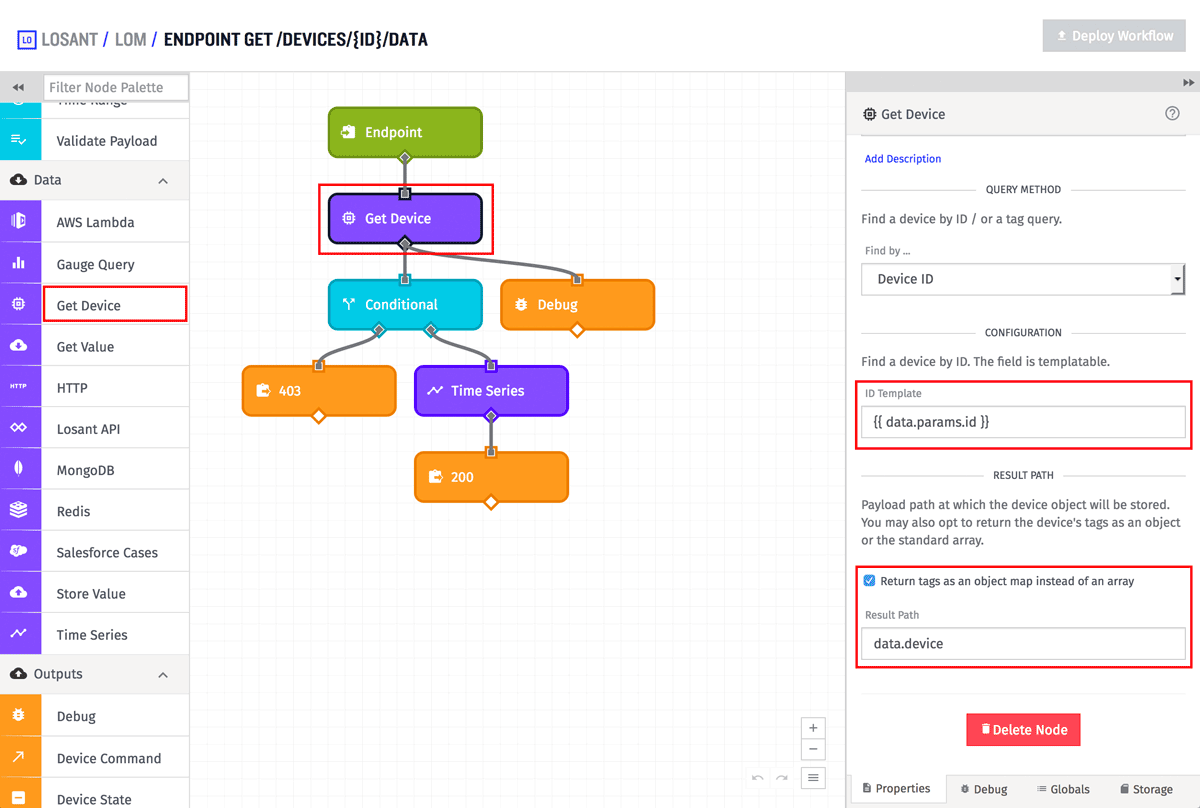 LO LOSANT / LOM / ENDPOINT GET /DEVICES/{ID}/DATA
Deploy Workflow
Filter Node Palette
Time Range
Validate Payload
Data
AWS Lambda
Gauge Query
Get Device
Get Value
HTTP HTTP
Losant API
MongoDB
Redis
Salesforce Cases
Store Value
Time Series
Outputs
Debug
Device Command
Device State
Endpoint
Get Device
Conditional
Debug
403
Time Series
200
Get Device
Add Description
QUERY METHOD
Find a device by ID / or a tag query.
Find by ...
Device ID
CONFIGURATION
Find a device by ID. The field is templatable.
ID Template
{{ data.params.id }}
RESULT PATH
Payload path at which the device object will be stored.
You may also opt to return the device's tags as an object
or the standard array.
Return tags as an object map instead of an array
Result Path
data.device
Delete Node
Properties
Debug
Globals
Storage